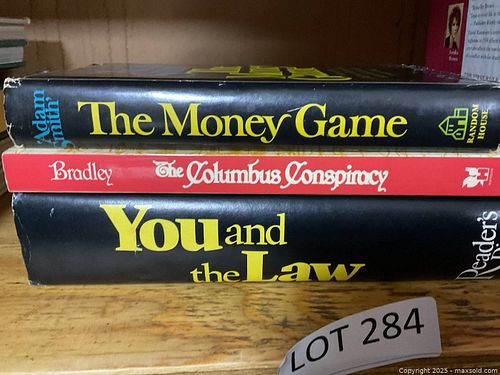 Adam
Smith
The Money Game
RANDOM
HOUSE
Bradley
The Columbus Conspiracy
You and
the Law
Reader's
LOT 284
Copyright 2025 - maxsold.com